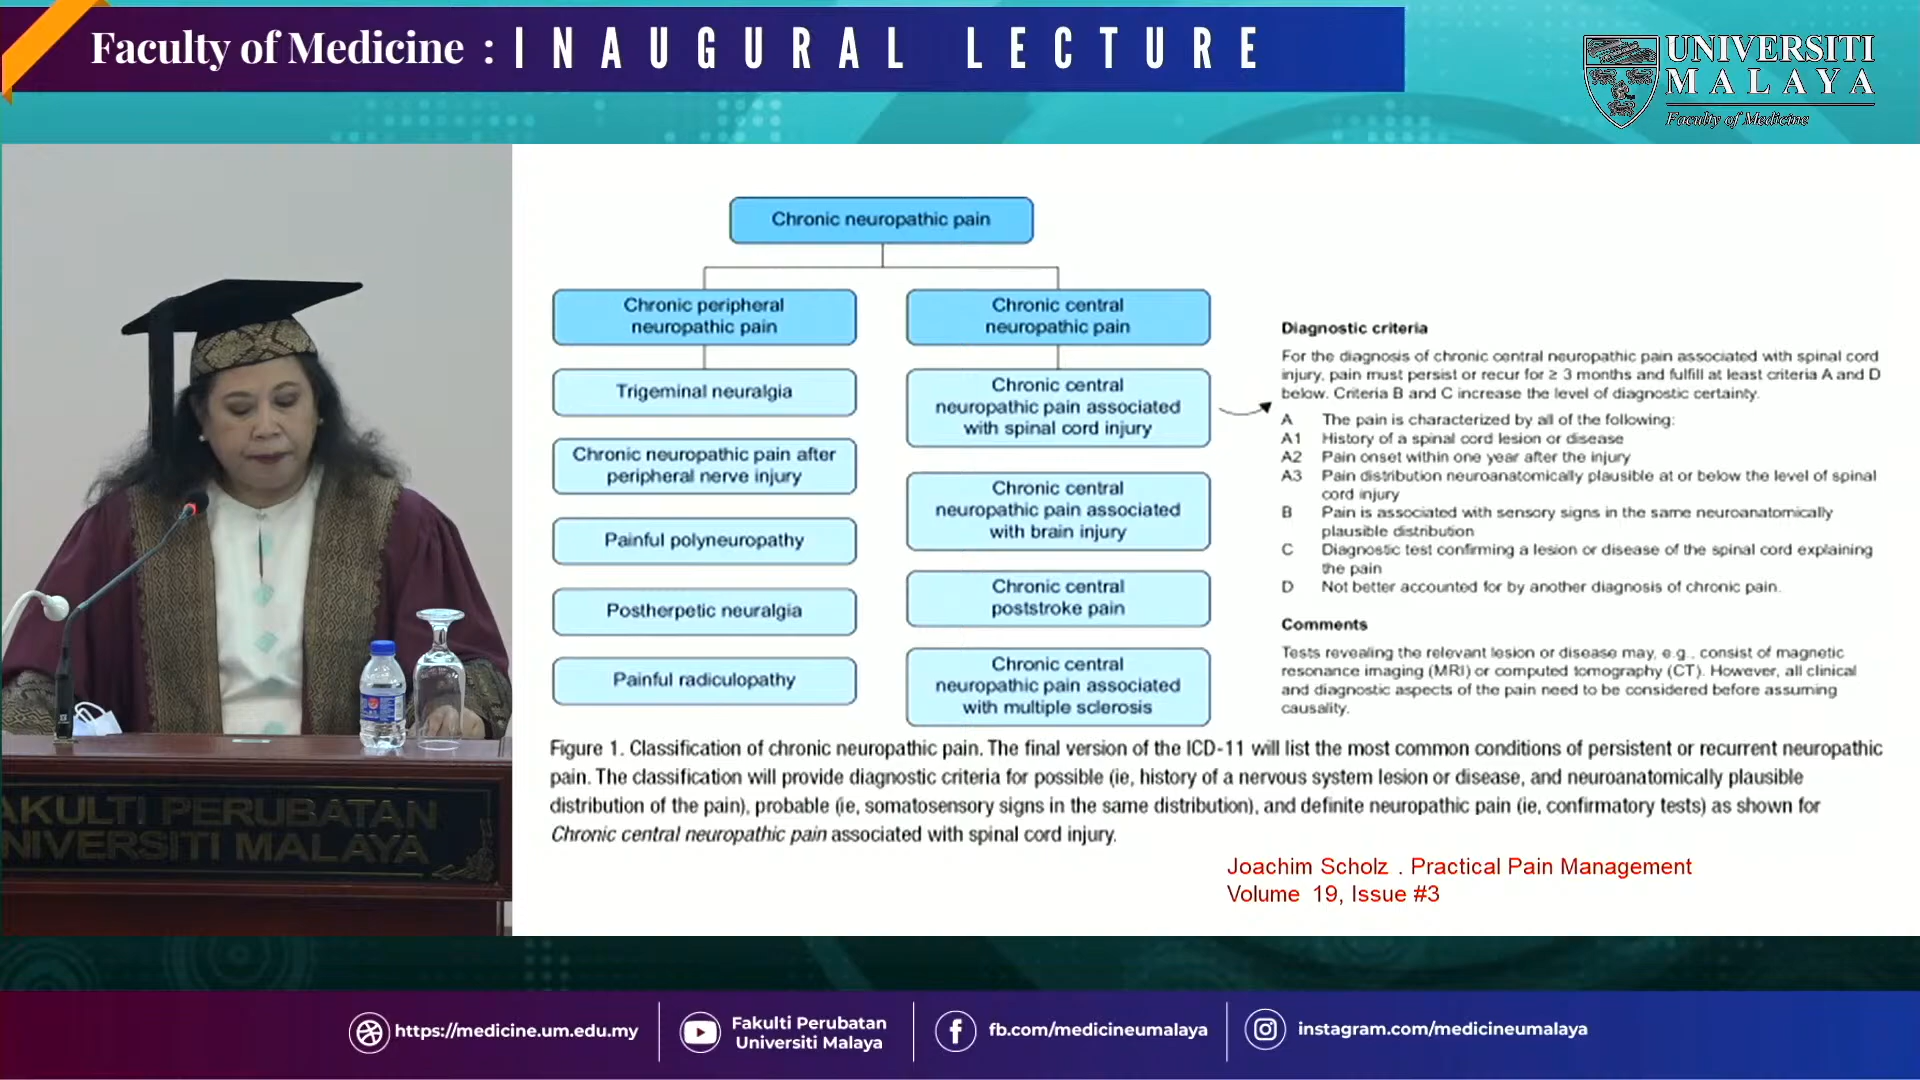 Faculty of Medicine : INAUGURAL LECTURE
UNIVERSITI
MALAYA
Faculty of Medicine
Chronic neuropathic pain
Chronic peripheral
neuropathic pain
Trigeminal neuralgia
Chronic neuropathic pain after
peripheral nerve injury
Painful polyneuropathy
Postherpetic neuralgia
Painful radiculopathy
Chronic central
neuropathic pain
Chronic central
neuropathic pain associated
with spinal cord injury
Chronic central
neuropathic pain associated
with brain injury
Chronic central
poststroke pain
Chronic central
neuropathic pain associated
with multiple sclerosis
Diagnostic criteria
For the diagnosis of chronic central neuropathic pain associated with spinal cord
injury, pain must persist or recur for ≥ 3 months and fulfill at least criteria A and D
below. Criteria B and C increase the level of diagnostic certainty.
A The pain is characterized by all of the following:
A1 History of a spinal cord lesion or disease
A2 Pain onset within one year after the injury
A3 Pain distribution neuroanatomically plausible at or below the level of spinal
cord injury
B Pain is associated with sensory signs in the same neuroanatomically
plausible distribution
C Diagnostic test confirming a lesion or disease of the spinal cord explaining
the pain
D Not better accounted for by another diagnosis of chronic pain.
Comments
Tests revealing the relevant lesion or disease may, e.g., consist of magnetic
resonance imaging (MRI) or computed tomography (CT). However, all clinical
and diagnostic aspects of the pain need to be considered before assuming
causality.
Figure 1. Classification of chronic neuropathic pain. The final version of the ICD-11 will list the most common conditions of persistent or recurrent neuropathic
pain. The classification will provide diagnostic criteria for possible (ie, history of a nervous system lesion or disease, and neuroanatomically plausible
distribution of the pain), probable (ie, somatosensory signs in the same distribution), and definite neuropathic pain (ie, confirmatory tests) as shown for
Chronic central neuropathic pain associated with spinal cord injury.
Joachim Scholz . Practical Pain Management
Volume 19, Issue #3
AKULTI PERUBATAN
NIVERSITI MALAYA
https://medicine.um.edu.my
Fakulti Perubatan
Universiti Malaya
fb.com/medicineumalaya
instagram.com/medicineumalaya